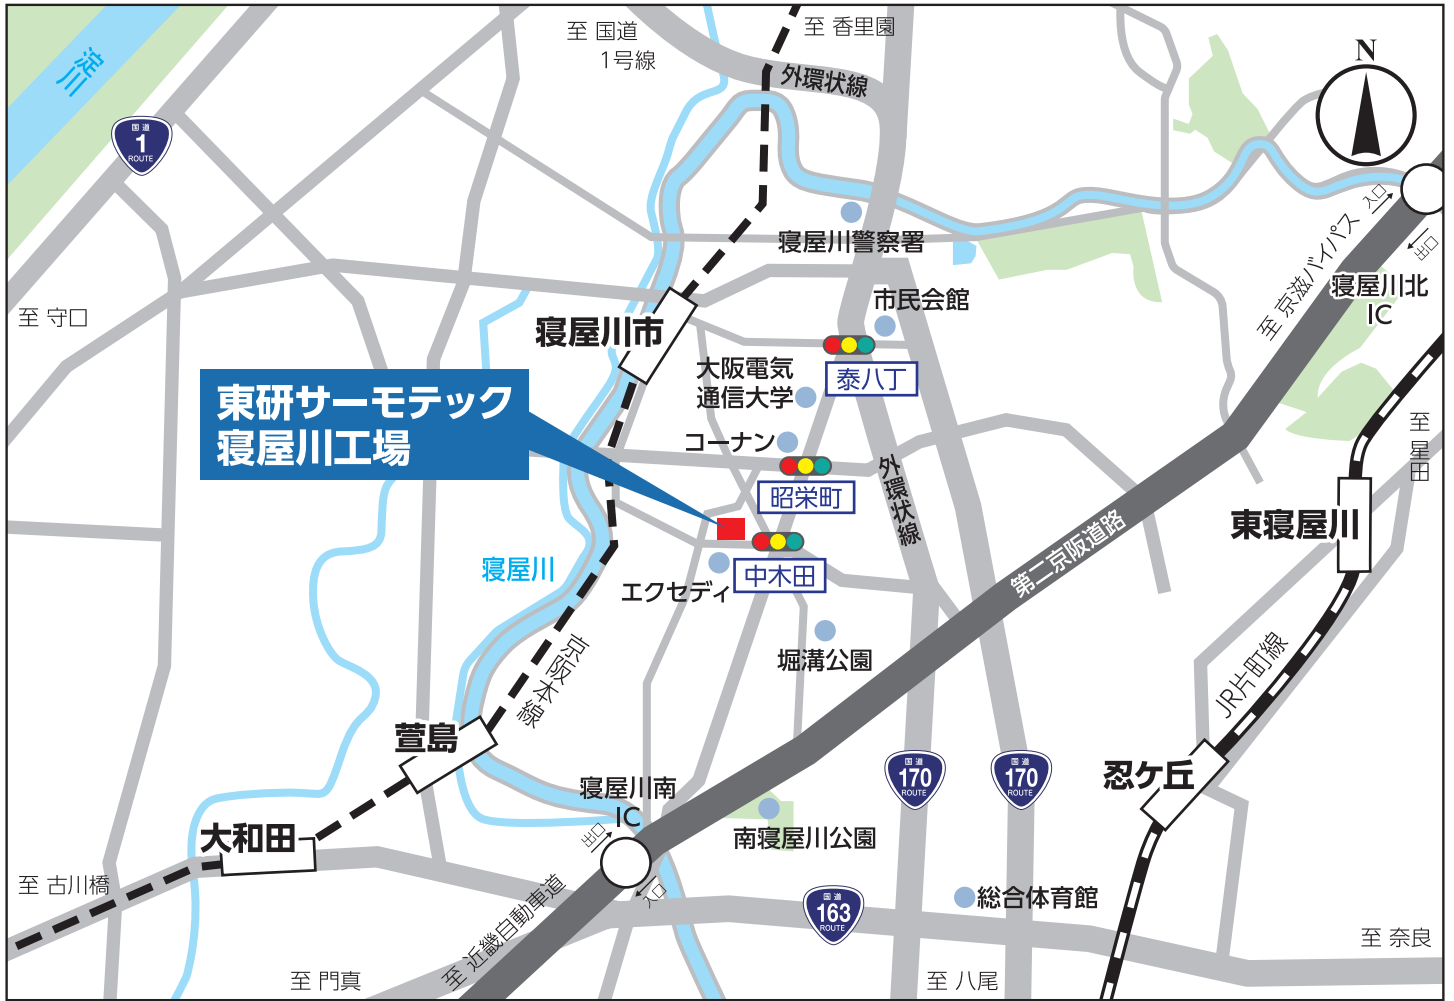 至 国道
1号線
至 香里園
淀川
外環状線
N
国道
1
ROUTE
入口
出口
寝屋川警察署
至 京滋バイパス
寝屋川北
IC
市民会館
至 守口
寝屋川市
大阪電気
通信大学
泰八丁
東研サーモテック
寝屋川工場
至 星田
コーナン
外環状線
昭栄町
東寝屋川
第二京阪道路
寝屋川
中木田
エクセディ
堀溝公園
京阪本線
JR片町線
萱島
忍ケ丘
国道
170
ROUTE
国道
170
ROUTE
寝屋川南
IC
出口
入口
南寝屋川公園
大和田
至 古川橋
総合体育館
国道
163
ROUTE
至 近畿自動車道
至 奈良
至 門真
至 八尾